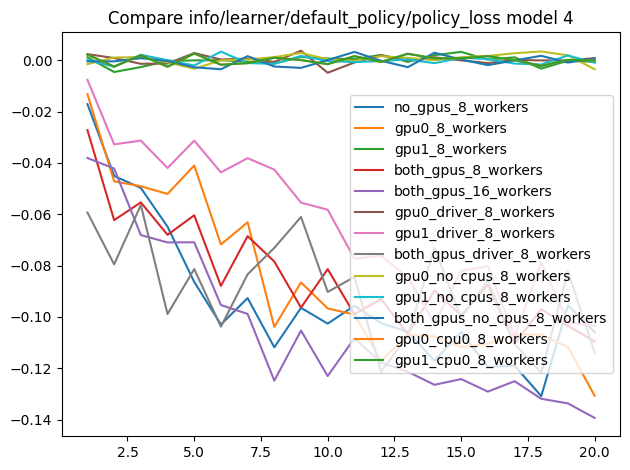 Compare info/learner/default_policy/policy_loss model 4
0.00
−0.02
−0.04
−0.06
−0.08
−0.10
−0.12
−0.14
no_gpus_8_workers
gpu0_8_workers
gpu1_8_workers
both_gpus_8_workers
both_gpus_16_workers
gpu0_driver_8_workers
gpu1_driver_8_workers
both_gpus_driver_8_workers
gpu0_no_cpus_8_workers
gpu1_no_cpus_8_workers
both_gpus_no_cpus_8_workers
gpu0_cpu0_8_workers
gpu1_cpu0_8_workers
2.5 5.0 7.5 10.0 12.5 15.0 17.5 20.0